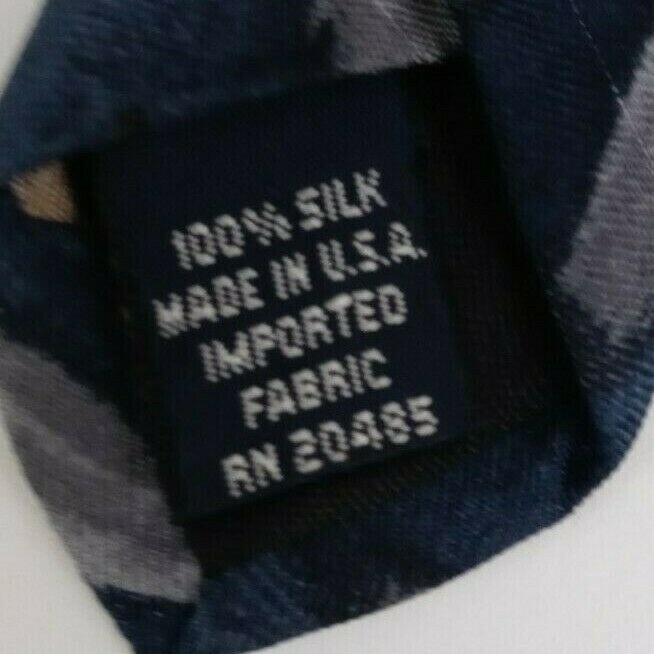 100% SILK
MADE IN U.S.A.
IMPORTED
FABRIC
RN 20485